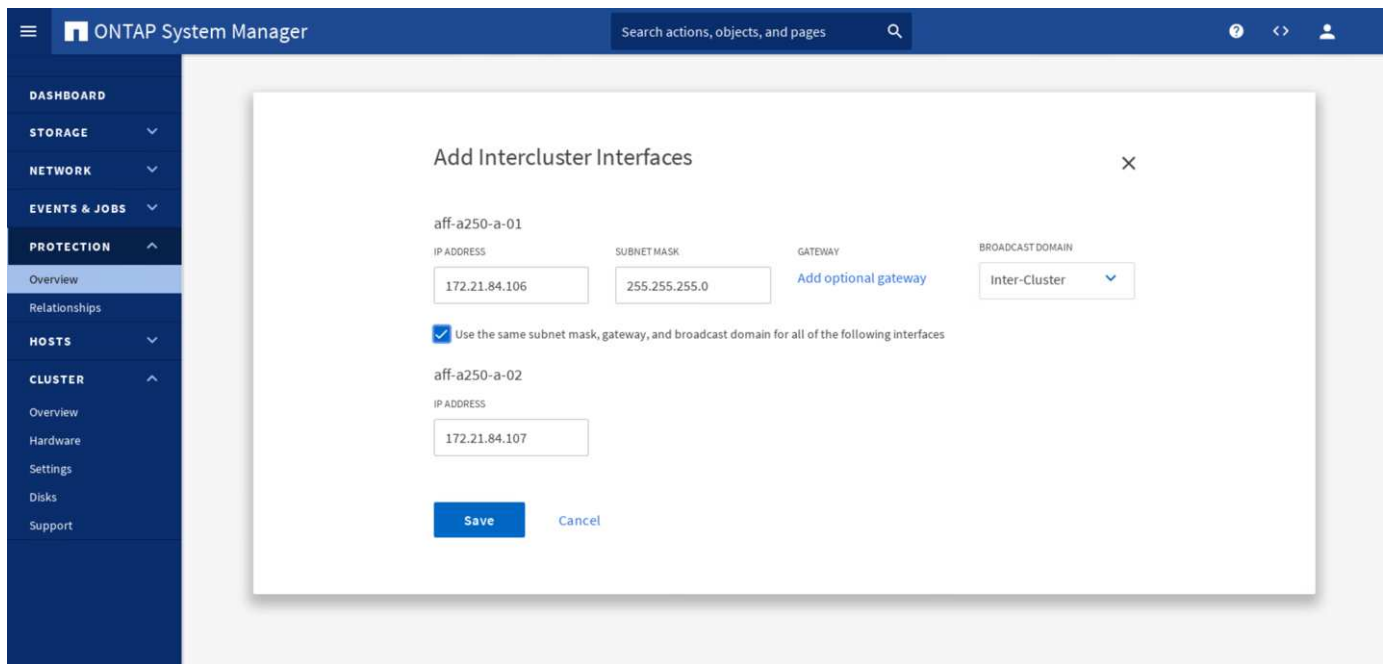 ONTAP System Manager
Search actions, objects, and pages
DASHBOARD
STORAGE
NETWORK
EVENTS & JOBS
PROTECTION
Overview
Relationships
HOSTS
CLUSTER
Overview
Hardware
Settings
Disks
Support
Add Intercluster Interfaces
aff-a250-a-01
IP ADDRESS SUBNET MASK GATEWAY BROADCAST DOMAIN
172.21.84.106 255.255.255.0 Add optional gateway Inter-Cluster
Use the same subnet mask, gateway, and broadcast domain for all of the following interfaces
aff-a250-a-02
IP ADDRESS
172.21.84.107
Save Cancel